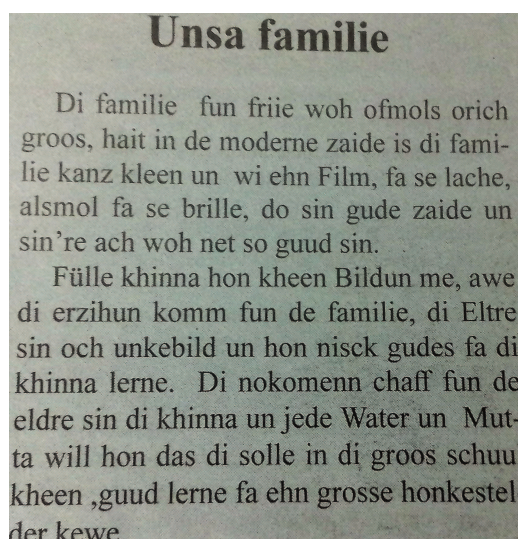 Unsa familie
Di familie fun friie woh ofmols orich
groos, hait in de moderne zaide is di fami-
lie kanz kleen un wi ehn Film, fa se lache,
alsmol fa se brille, do sin gude zaide un
sin're ach woh net so guud sin.
Fülle khinna hon kheen Bildun me, awe
di erzihun komm fun de familie, di Eltre
sin och unkebild un hon nisck gudes fa di
khinna lerne. Di nokomenn chaff fun de
eldre sin di khinna un jede Water un Mut-
ta will hon das di solle in di groos schuu
kheen ,guud lerne fa ehn grosse honkestel
der kewe